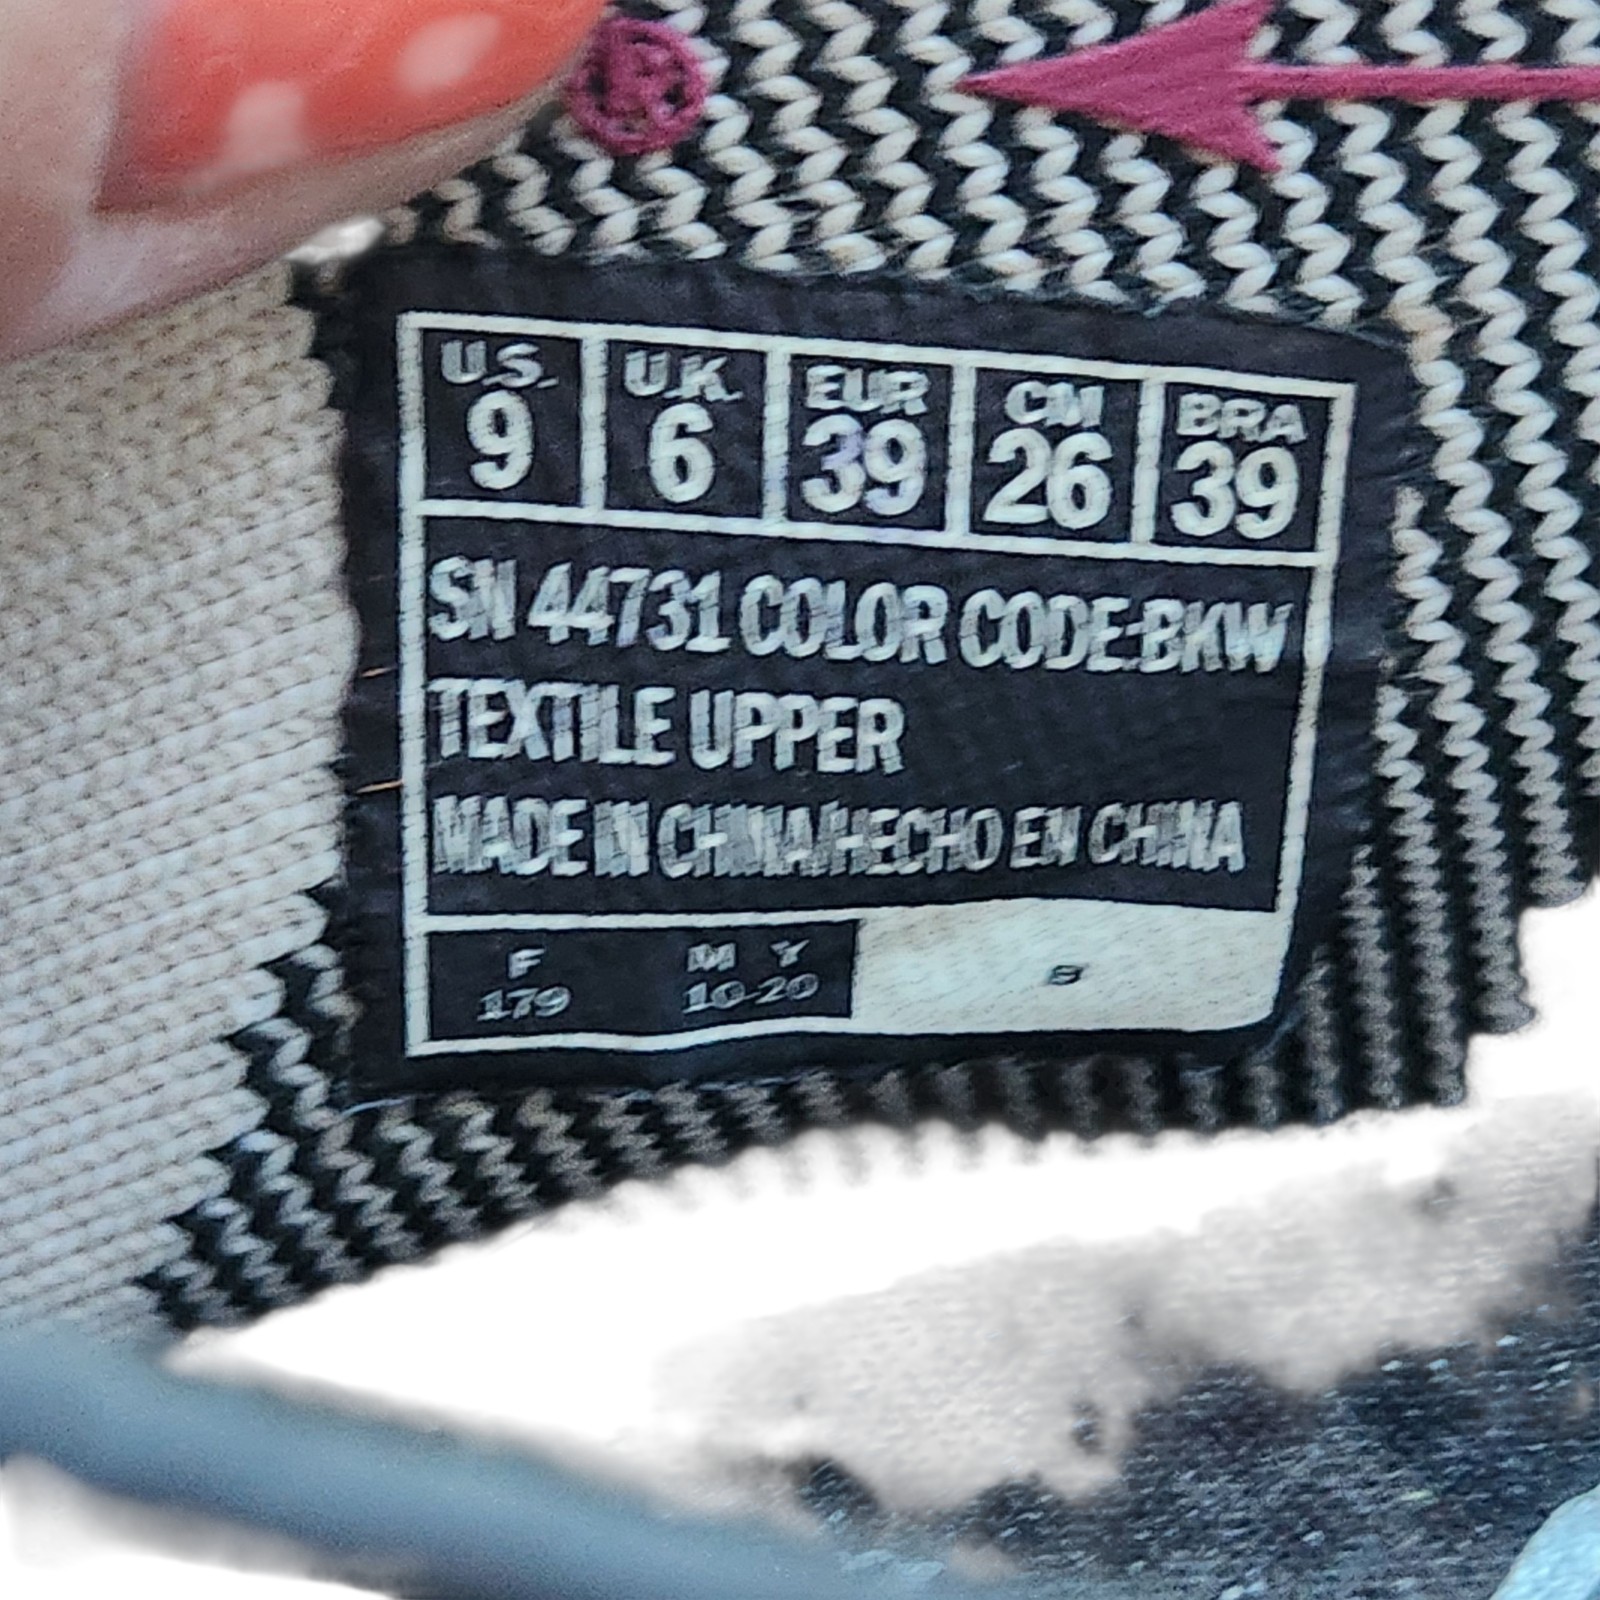 U.S. U.K. EUR CM BRA
9 6 39 26 39
SN 44731 COLOR CODE:BKW
TEXTILE UPPER
MADE IN CHINA/HECHO EN CHINA
F M Y
179 10-20
S